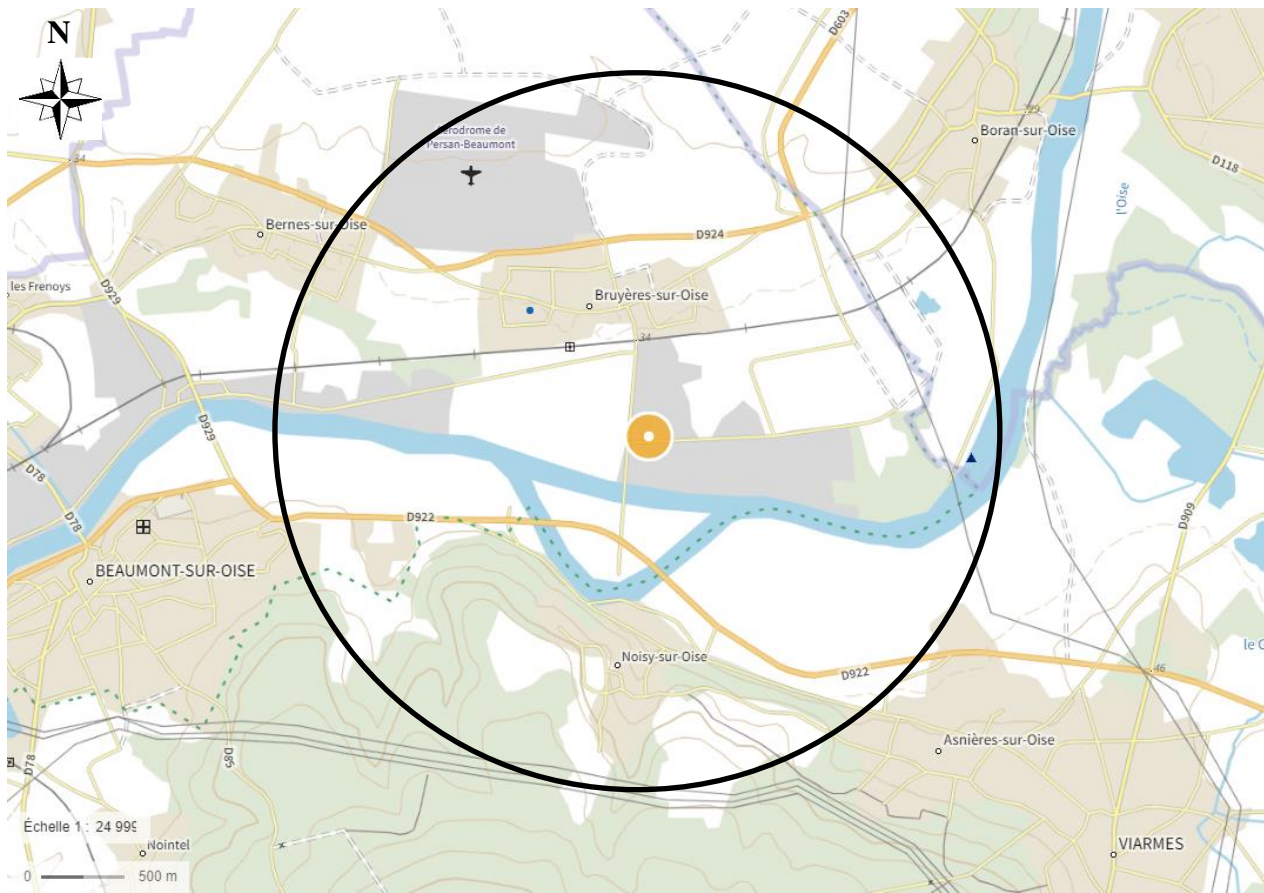 N
D603
29
Boran-sur-Oise
34
Aérodrome de
Persan-Beaumont
D118
l'Oise
Bernes-sur-Oise
D924
les Frenoys
D929
Bruyères-sur-Oise
34
D929
D78
D78
D922
D909
BEAUMONT-SUR-OISE
Noisy-sur-Oise
D922
46
Asnières-sur-Oise
D78
D85
Échelle 1 : 24 999
Nointel
VIARMES
0
500 m